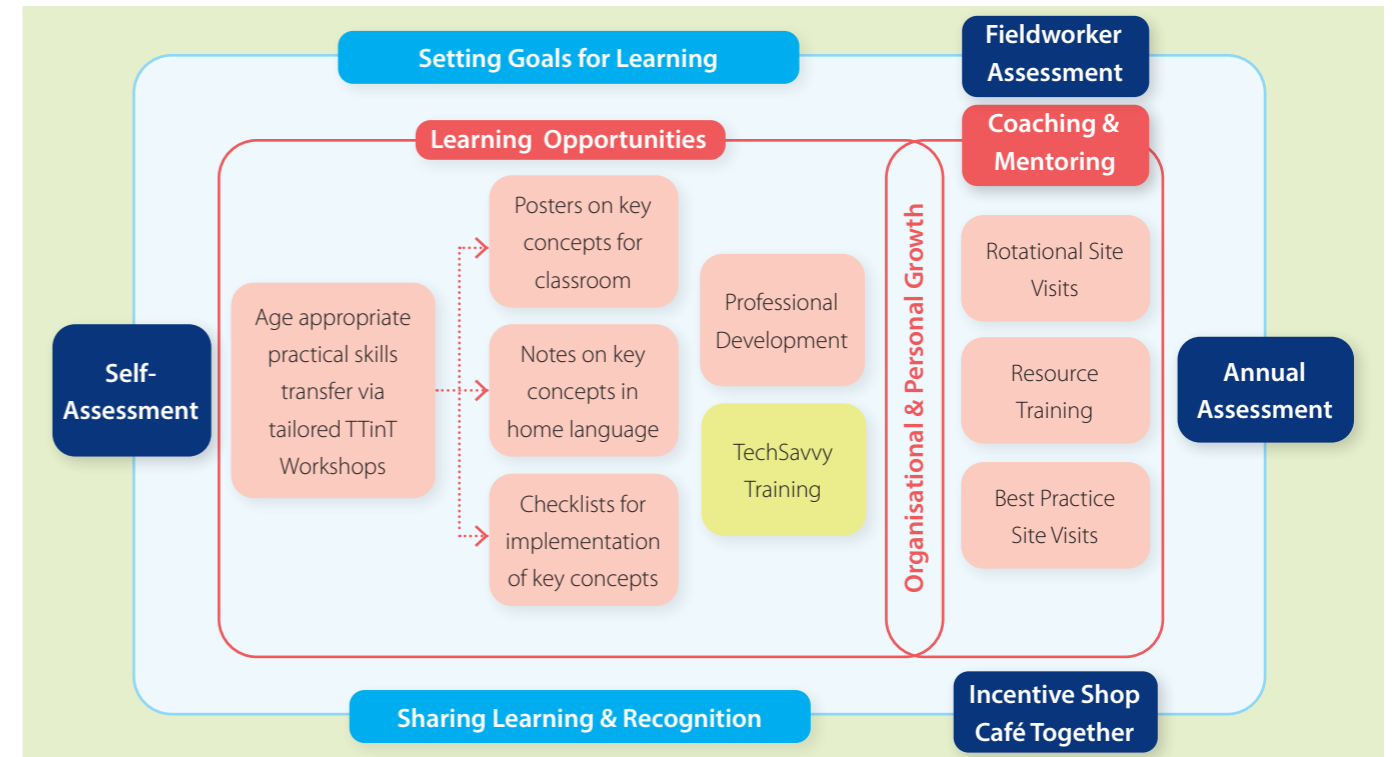 Setting Goals for Learning
Fieldworker
Assessment
Learning Opportunities
Coaching &
Mentoring
Self-
Assessment
Age appropriate
practical skills
transfer via
tailored TTinT
Workshops
Posters on key
concepts for
classroom
Notes on key
concepts in
home language
Checklists for
implementation
of key concepts
Professional
Development
TechSavvy
Training
Organisational & Personal Growth
Rotational Site
Visits
Resource
Training
Best Practice
Site Visits
Annual
Assessment
Sharing Learning & Recognition
Incentive Shop
Café Together